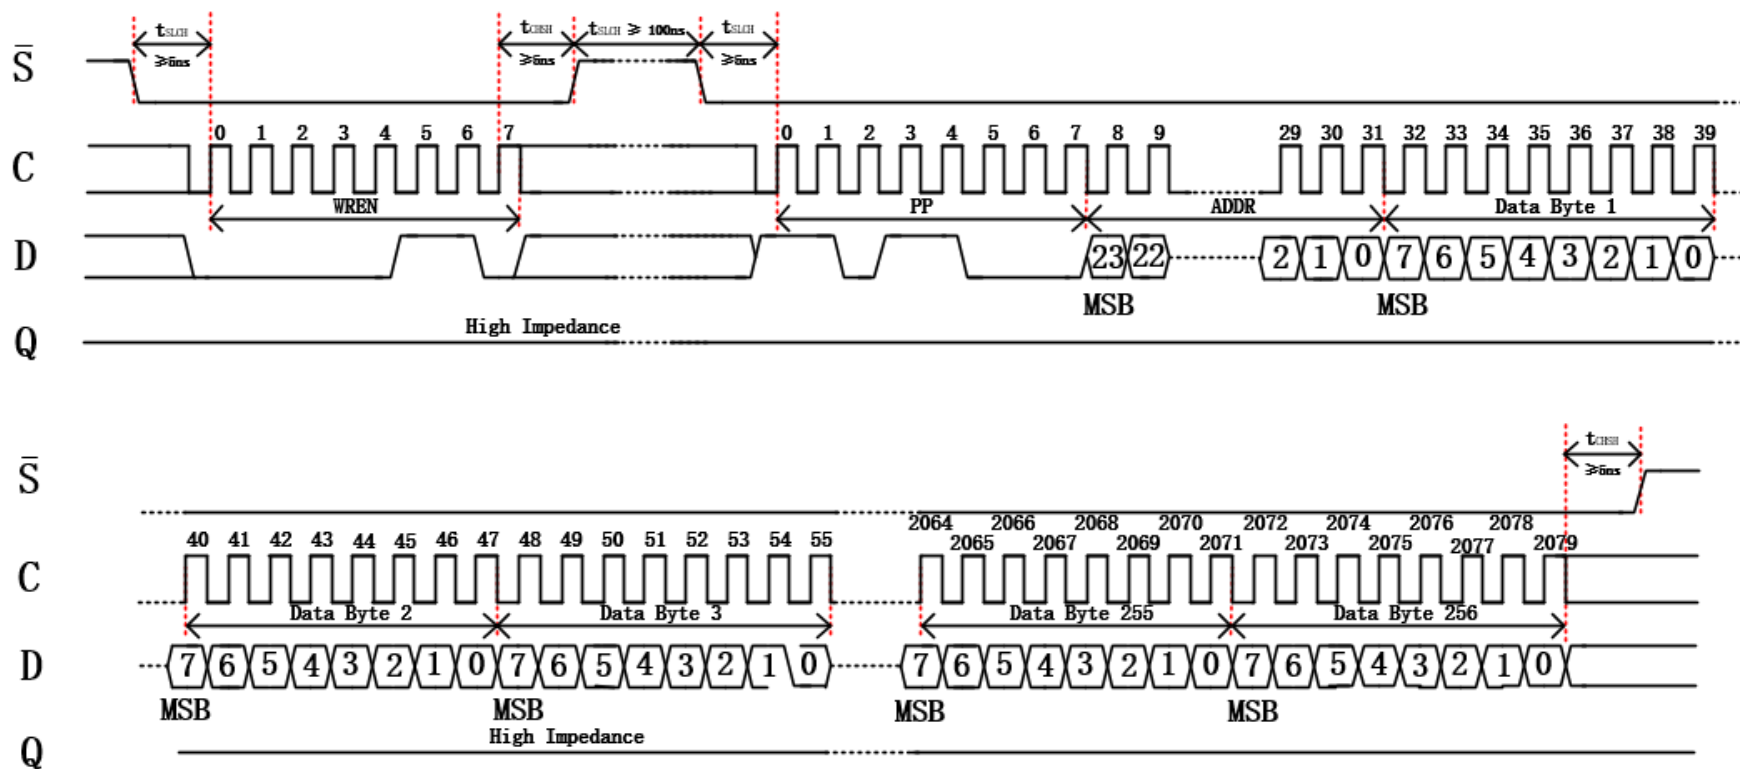 tSLCH tCHSH tSLCH ≥ 100ns tSLCH
≥5ns ≥5ns ≥5ns
S̄
0 1 2 3 4 5 6 7 0 1 2 3 4 5 6 7 8 9 29 30 31 32 33 34 35 36 37 38 39
C
WREN PP ADDR Data Byte 1
D 23 22 2 1 0 7 6 5 4 3 2 1 0
MSB MSB
High Impedance
Q
tCHSH
≥5ns
S̄
2064 2066 2068 2070 2072 2074 2076 2078
40 41 42 43 44 45 46 47 48 49 50 51 52 53 54 55 2065 2067 2069 2071 2073 2075 2077 2079
C
Data Byte 2 Data Byte 3 Data Byte 255 Data Byte 256
D 7 6 5 4 3 2 1 0 7 6 5 4 3 2 1 0 7 6 5 4 3 2 1 0 7 6 5 4 3 2 1 0
MSB MSB MSB MSB
High Impedance
Q